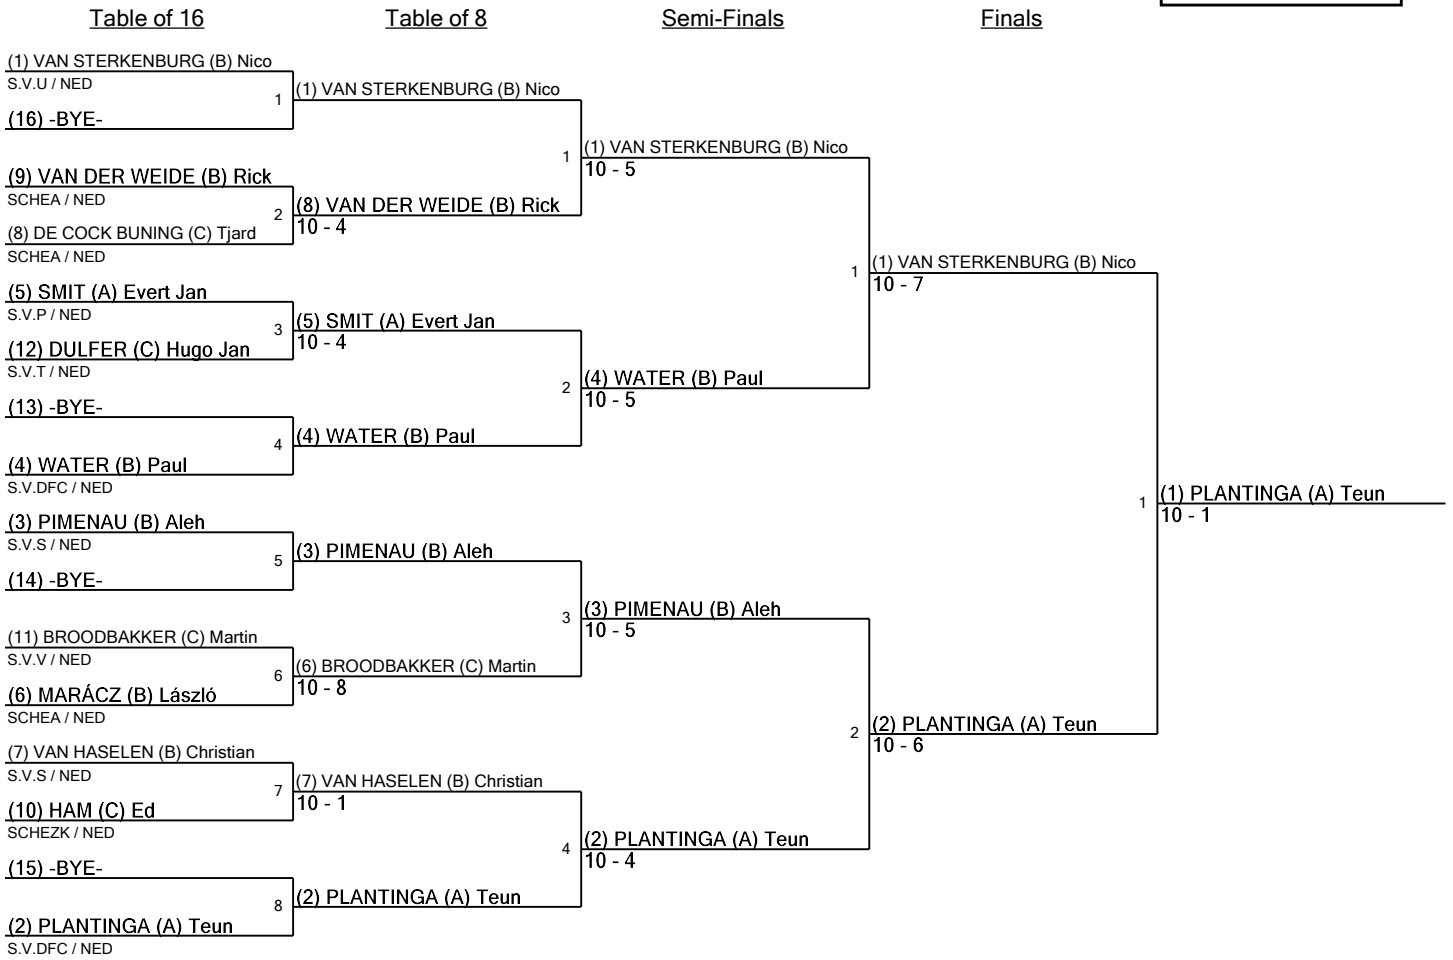 Table of 16
Table of 8
Semi-Finals
Finals
(1) VAN STERKENBURG (B) Nico
S.V.U / NED
1
(16) -BYE-
(9) VAN DER WEIDE (B) Rick
SCHEA / NED
2
(8) DE COCK BUNING (C) Tjard
SCHEA / NED
(5) SMIT (A) Evert Jan
S.V.P / NED
3
(12) DULFER (C) Hugo Jan
S.V.T / NED
(13) -BYE-
4
(4) WATER (B) Paul
S.V.DFC / NED
(3) PIMENAU (B) Aleh
S.V.S / NED
5
(14) -BYE-
(11) BROODBAKKER (C) Martin
S.V.V / NED
6
(6) MARÁCZ (B) László
SCHEA / NED
(7) VAN HASELEN (B) Christian
S.V.S / NED
7
(10) HAM (C) Ed
SCHEZK / NED
(15) -BYE-
8
(2) PLANTINGA (A) Teun
S.V.DFC / NED
(1) VAN STERKENBURG (B) Nico
1
(8) VAN DER WEIDE (B) Rick
10 - 4
(5) SMIT (A) Evert Jan
10 - 4
2
(4) WATER (B) Paul
(3) PIMENAU (B) Aleh
3
(6) BROODBAKKER (C) Martin
10 - 8
(7) VAN HASELEN (B) Christian
10 - 1
4
(2) PLANTINGA (A) Teun
(1) VAN STERKENBURG (B) Nico
10 - 5
1
(4) WATER (B) Paul
10 - 5
(3) PIMENAU (B) Aleh
10 - 5
2
(2) PLANTINGA (A) Teun
10 - 4
(1) VAN STERKENBURG (B) Nico
10 - 7
1
(2) PLANTINGA (A) Teun
10 - 6
(1) PLANTINGA (A) Teun
10 - 1